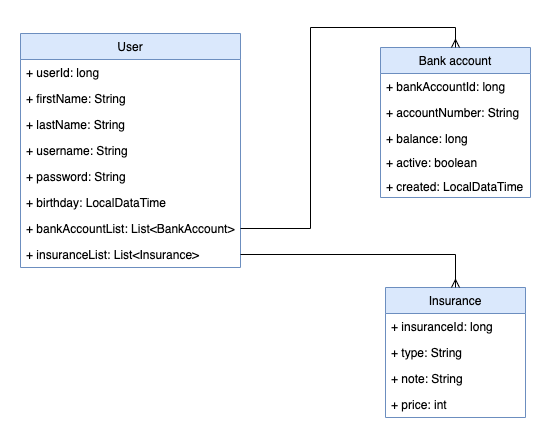 User
+ userId: long
+ firstName: String
+ lastName: String
+ username: String
+ password: String
+ birthday: LocalDataTime
+ bankAccountList: List<BankAccount>
+ insuranceList: List<Insurance>
Bank account
+ bankAccountId: long
+ accountNumber: String
+ balance: long
+ active: boolean
+ created: LocalDataTime
Insurance
+ insuranceId: long
+ type: String
+ note: String
+ price: int